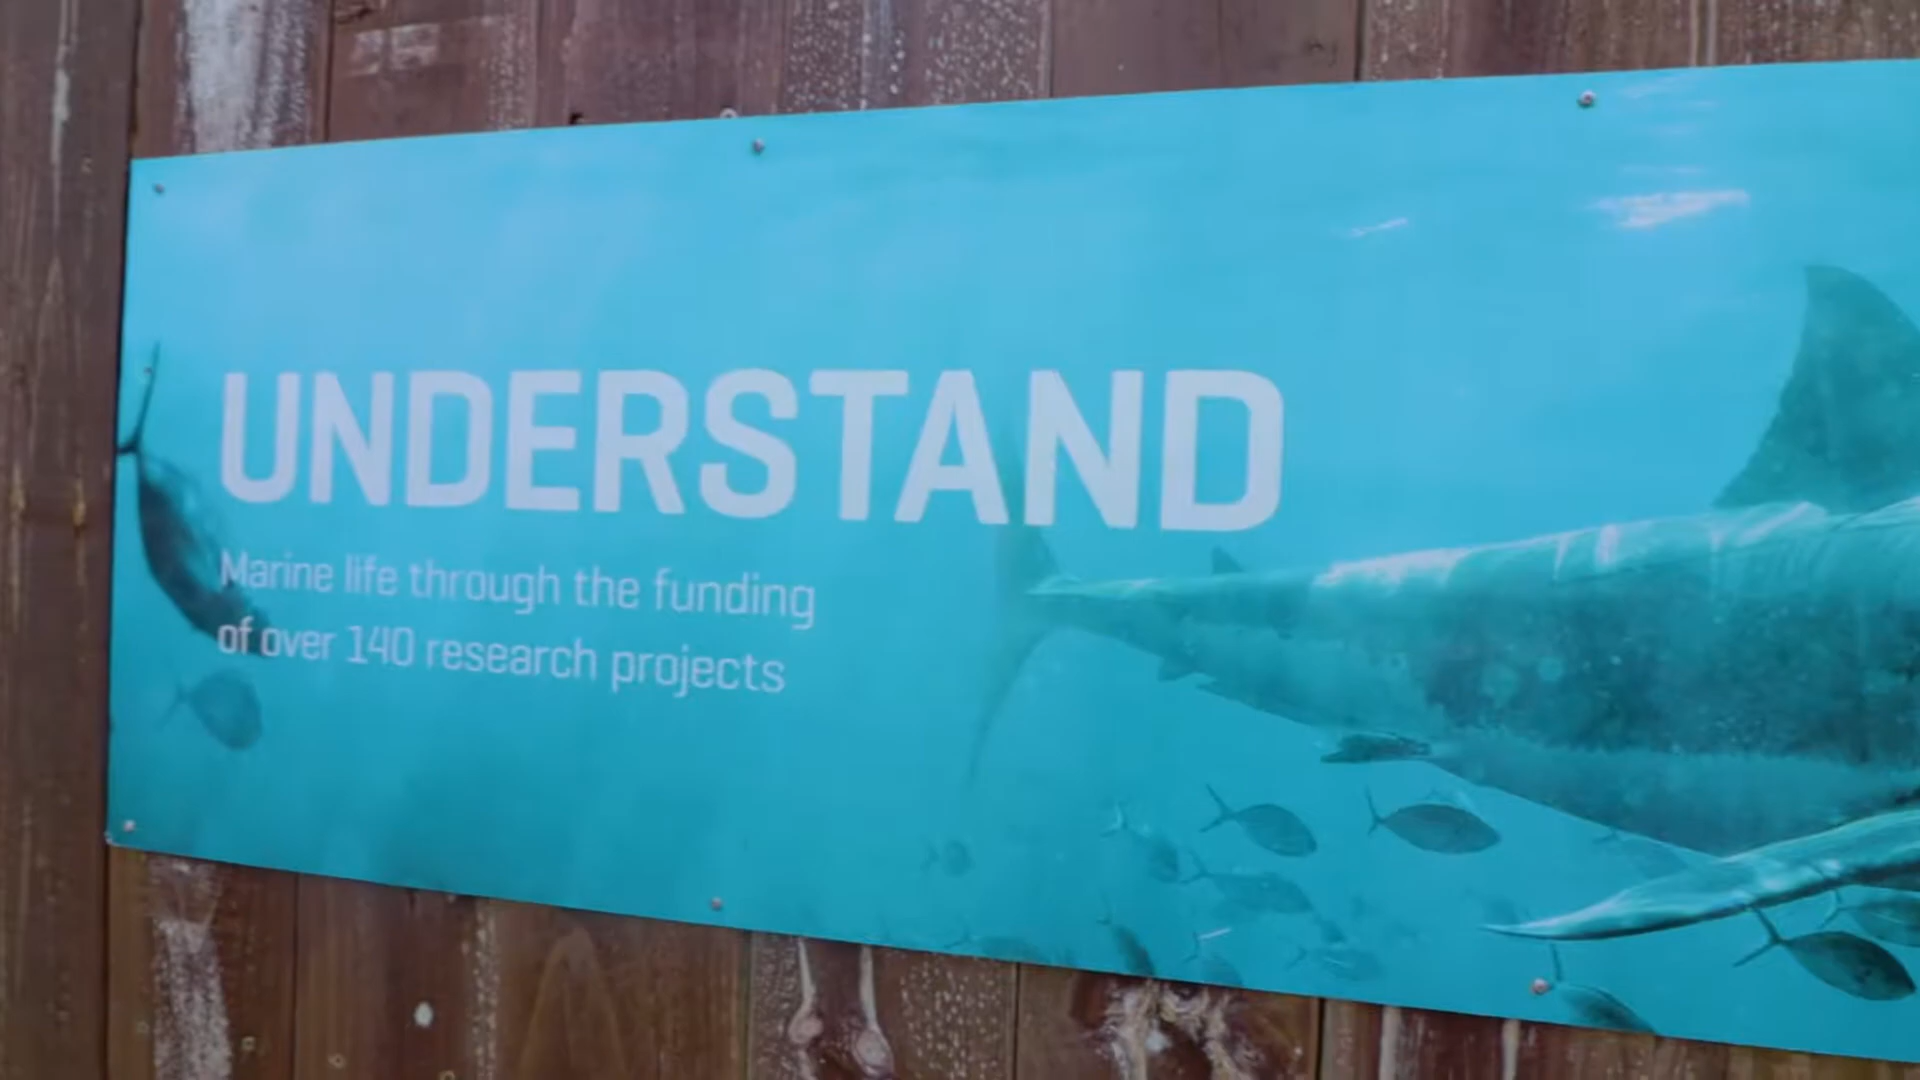 UNDERSTAND
Marine life through the funding
of over 140 research projects